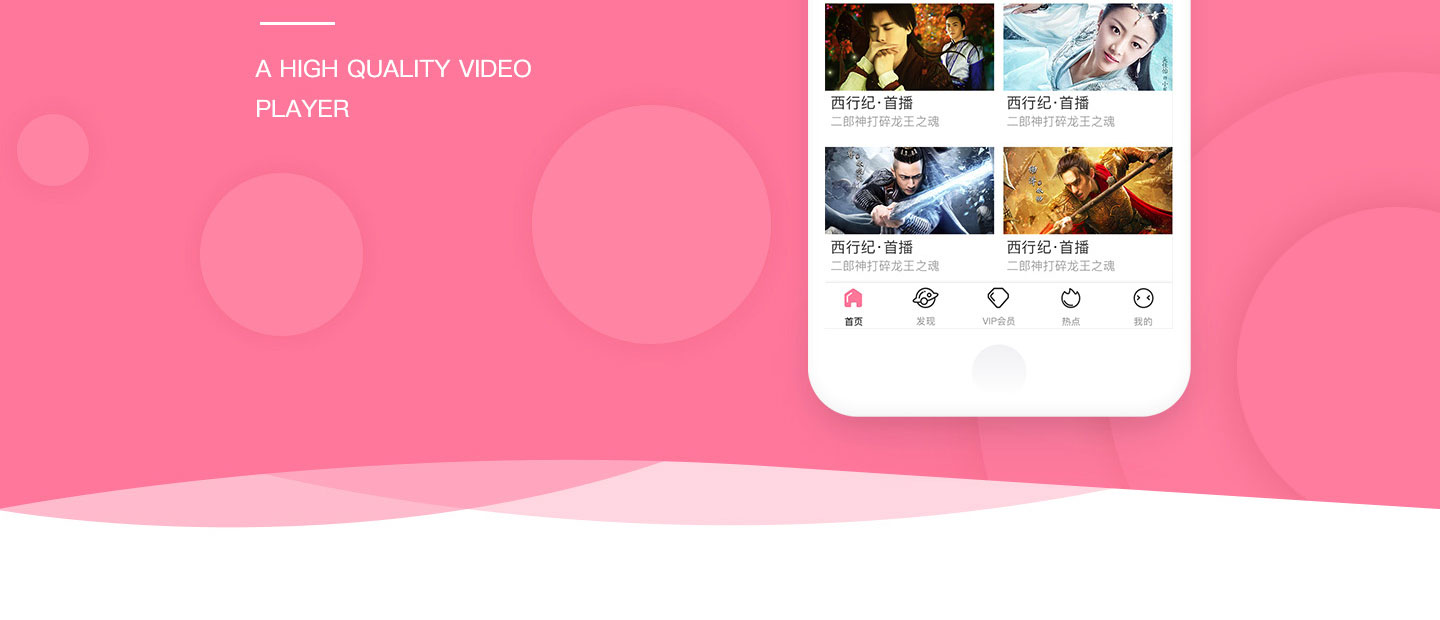 A HIGH QUALITY VIDEO
PLAYER
西行纪·首播
西行纪·首播
二郎神打碎龙王之魂
二郎神打碎龙王之魂
西行纪·首播
西行纪·首播
二郎神打碎龙王之魂
二郎神打碎龙王之魂
首页
发现
VIP会员
热点
我的